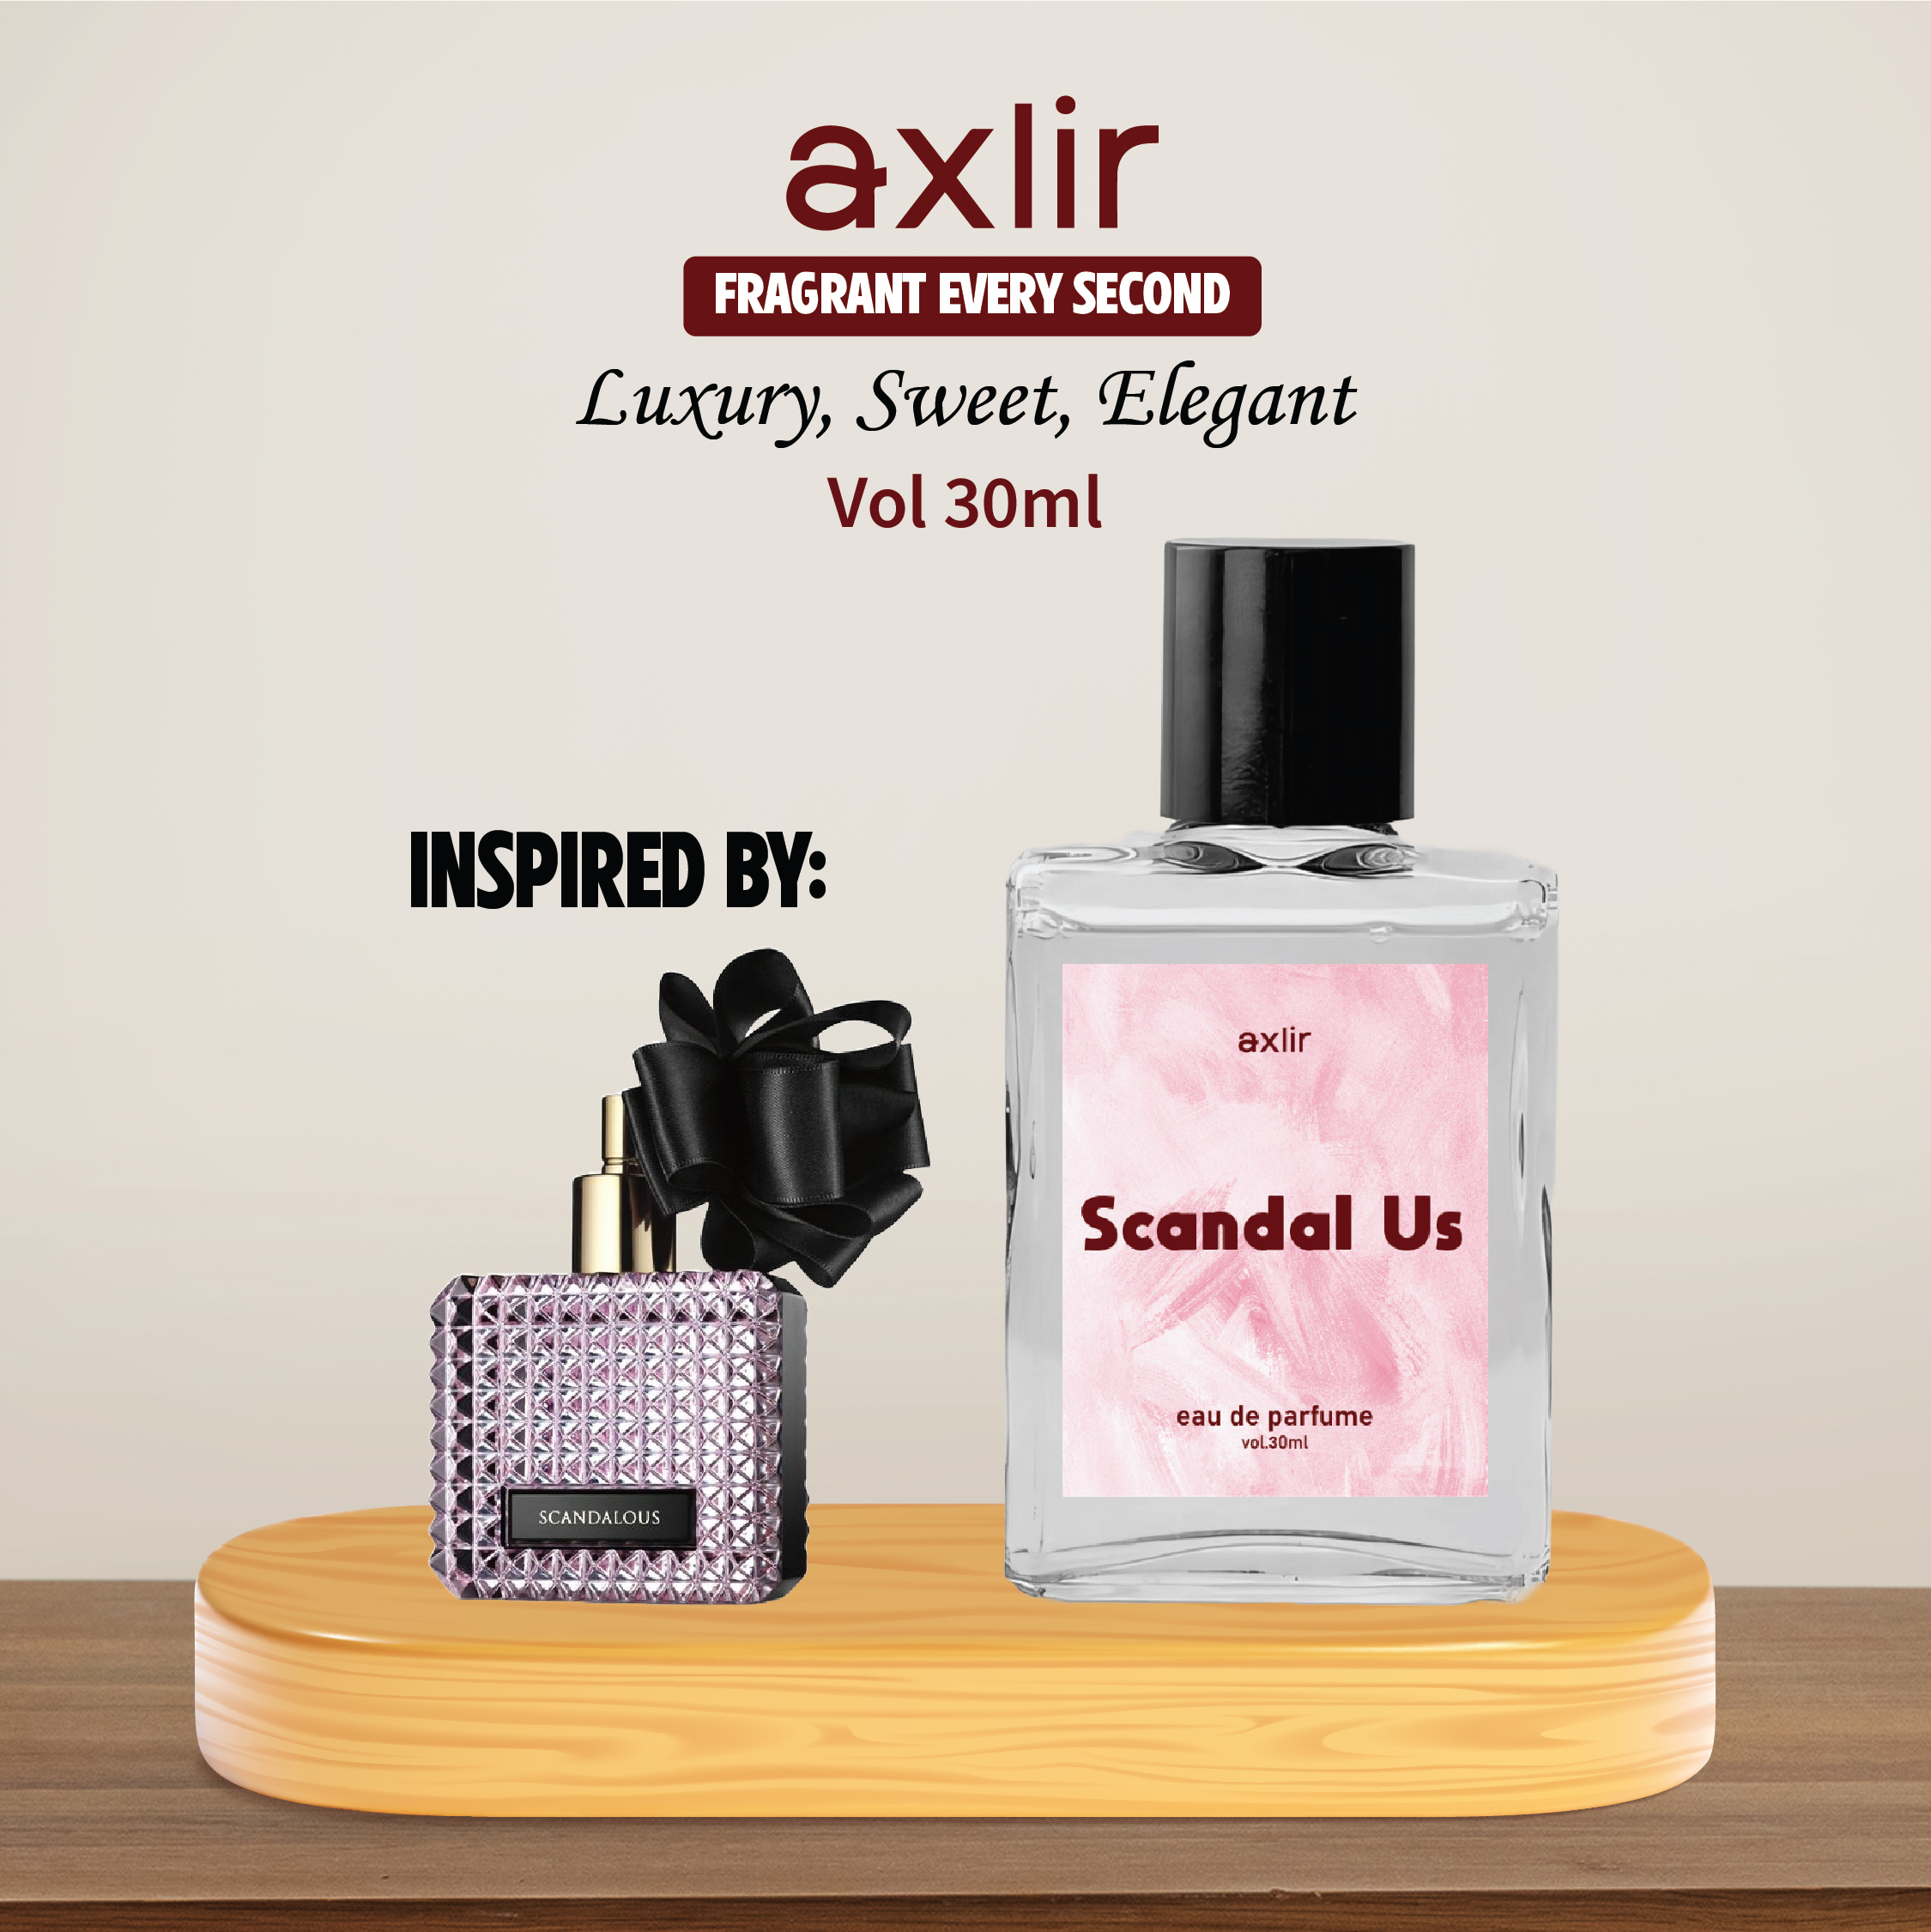 axlir
FRAGRANT EVERY SECOND
Luxury, Sweet, Elegant
Vol 30ml
INSPIRED BY:
axlir
Scandal Us
eau de parfume
vol.30ml
SCANDALOUS